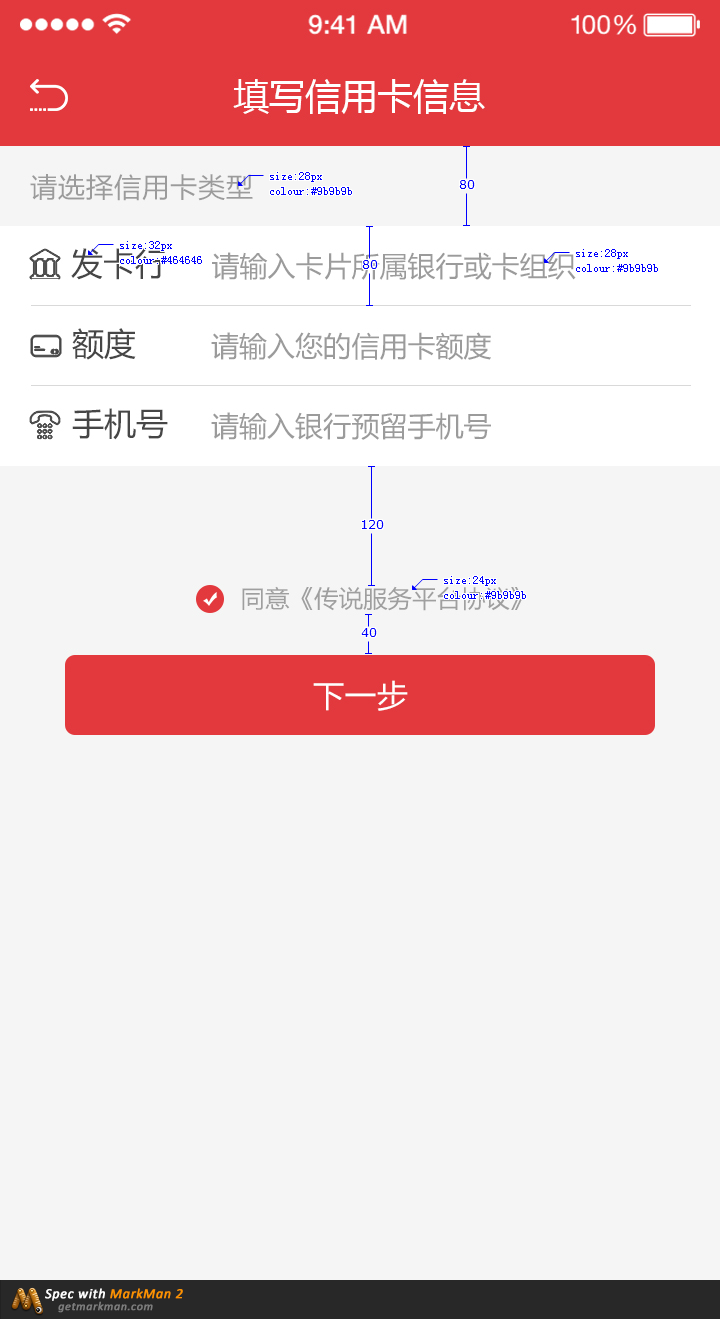 9:41 AM 100%
填写信用卡信息
请选择信用卡类型
size:28px
colour:#9b9b9b
80
发卡行
size:32px
colour:#464646
请输入卡片所属银行或卡组织
80
size:28px
colour:#9b9b9b
额度 请输入您的信用卡额度
手机号 请输入银行预留手机号
120
同意《传说服务平台协议》
size:24px
colour:#9b9b9b
40
下一步
Spec with MarkMan 2
getmarkman.com